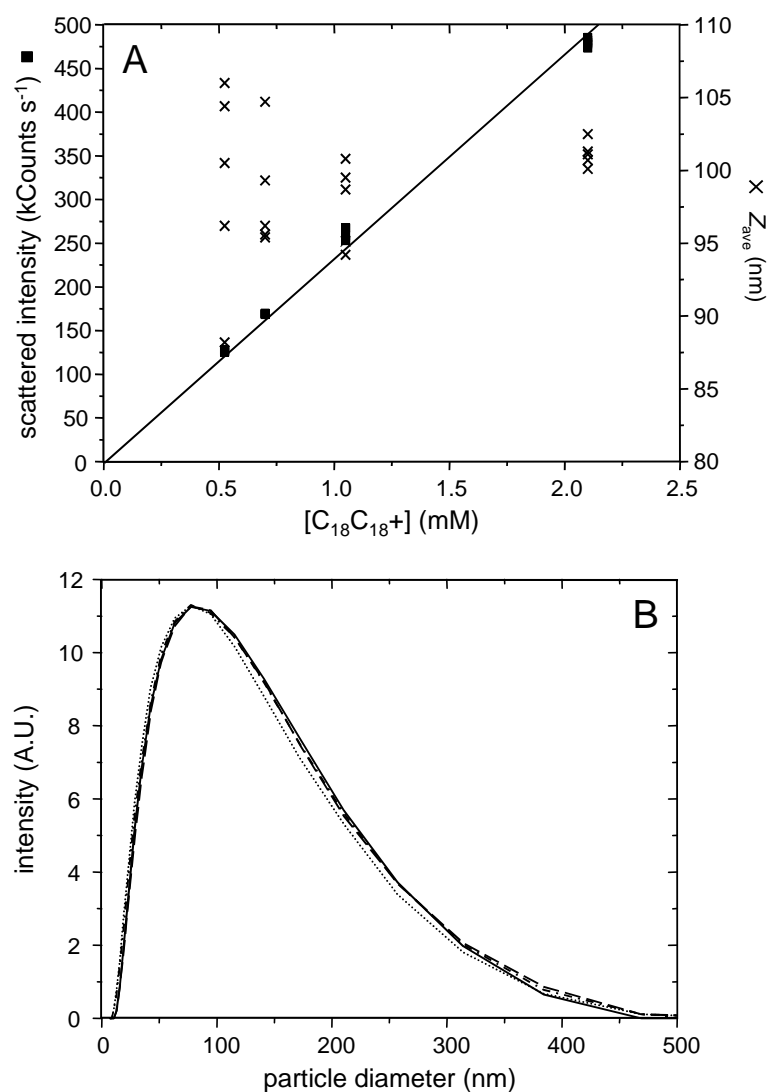 A
500
450
400
350
300
250
200
150
100
50
0
scattered intensity (kCounts s⁻¹) ■
110
105
100
95
90
85
80
× Zₐᵥₑ (nm)
0.0 0.5 1.0 1.5 2.0 2.5
[C₁₈C₁₈+] (mM)
B
12
10
8
6
4
2
0
intensity (A.U.)
0 100 200 300 400 500
particle diameter (nm)